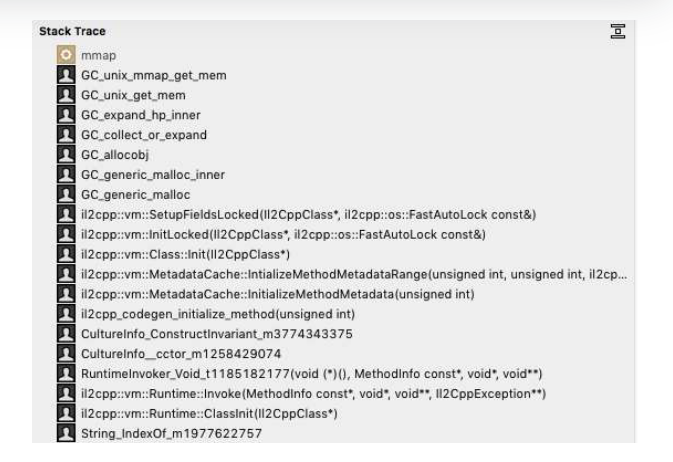 Stack Trace
mmap
GC_unix_mmap_get_mem
GC_unix_get_mem
GC_expand_hp_inner
GC_collect_or_expand
GC_allocobj
GC_generic_malloc_inner
GC_generic_malloc
il2cpp::vm::SetupFieldsLocked(Il2CppClass*, il2cpp::os::FastAutoLock const&)
il2cpp::vm::InitLocked(Il2CppClass*, il2cpp::os::FastAutoLock const&)
il2cpp::vm::Class::Init(Il2CppClass*)
il2cpp::vm::MetadataCache::IntializeMethodMetadataRange(unsigned int, unsigned int, il2cp...
il2cpp::vm::MetadataCache::InitializeMethodMetadata(unsigned int)
il2cpp_codegen_initialize_method(unsigned int)
CultureInfo_ConstructInvariant_m3774343375
CultureInfo__cctor_m1258429074
RuntimeInvoker_Void_t1185182177(void (*)(), MethodInfo const*, void*, void**)
il2cpp::vm::Runtime::Invoke(MethodInfo const*, void*, void**, Il2CppException**)
il2cpp::vm::Runtime::ClassInit(Il2CppClass*)
String_IndexOf_m1977622757